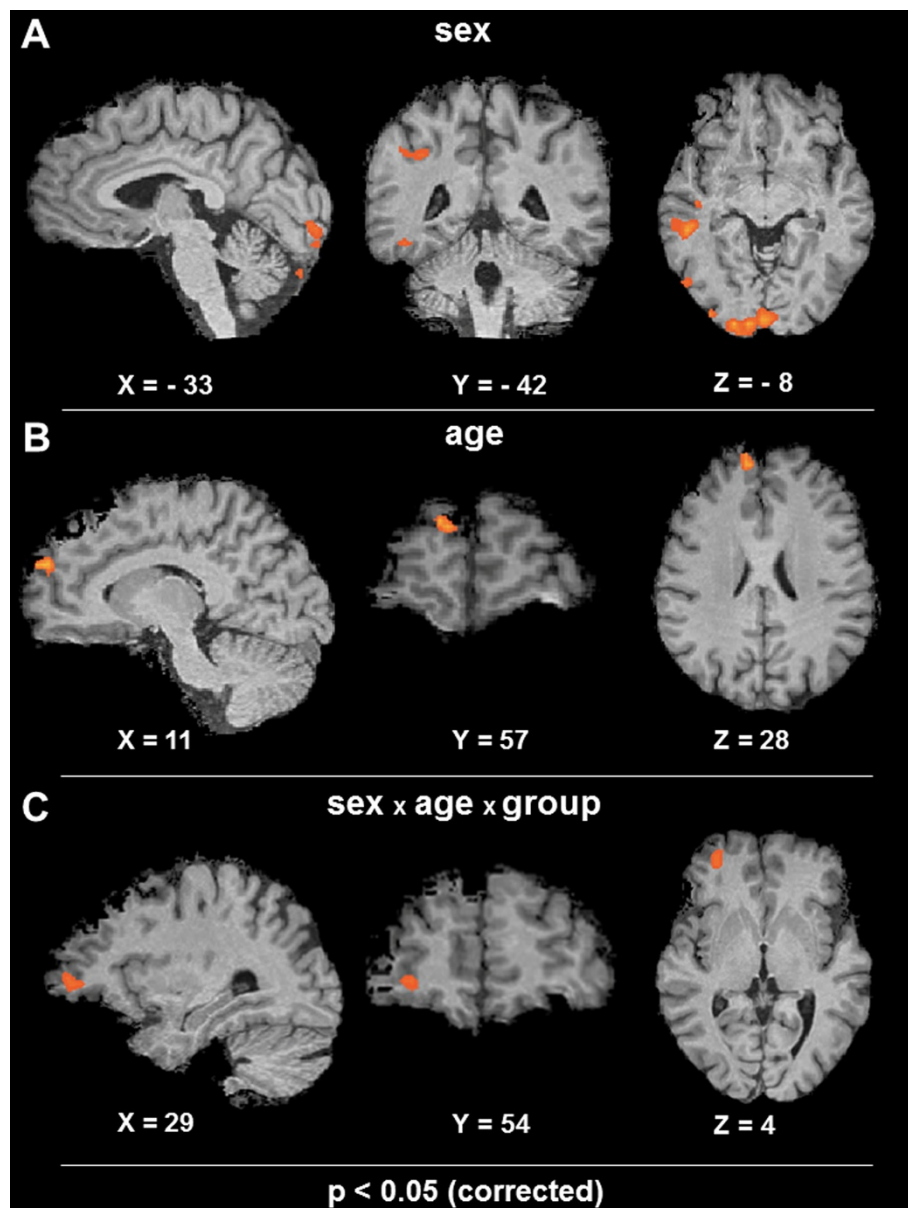 A sex
X = - 33 Y = - 42 Z = - 8
B age
X = 11 Y = 57 Z = 28
C sex x age x group
X = 29 Y = 54 Z = 4
p < 0.05 (corrected)